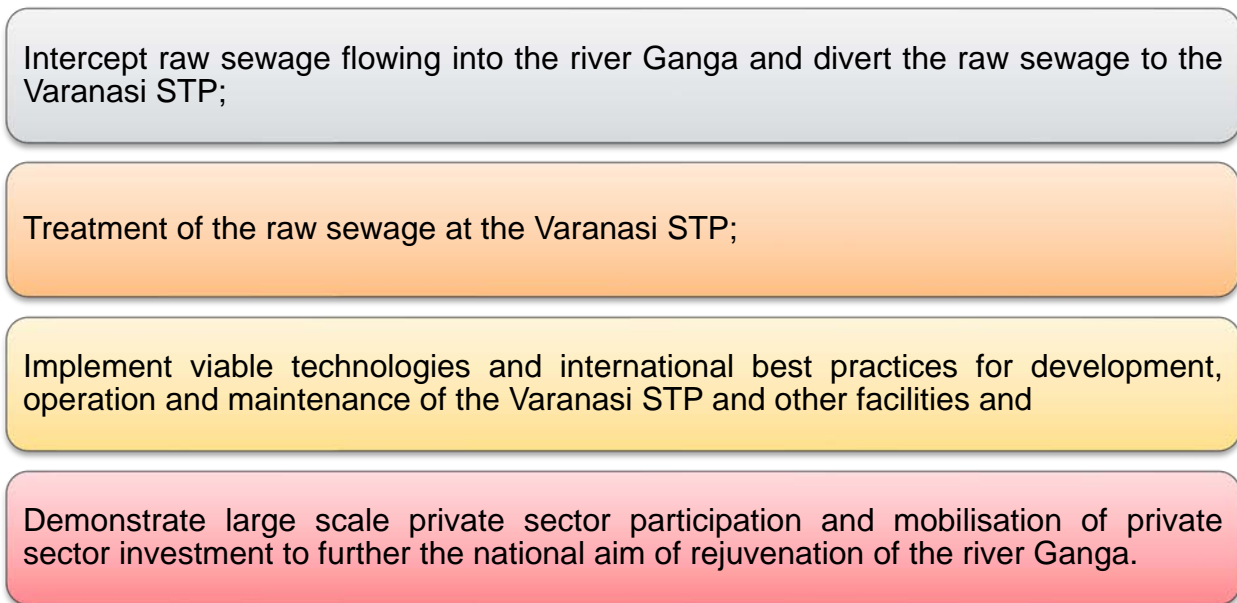 Intercept raw sewage flowing into the river Ganga and divert the raw sewage to the
Varanasi STP;
Treatment of the raw sewage at the Varanasi STP;
Implement viable technologies and international best practices for development,
operation and maintenance of the Varanasi STP and other facilities and
Demonstrate large scale private sector participation and mobilisation of private
sector investment to further the national aim of rejuvenation of the river Ganga.